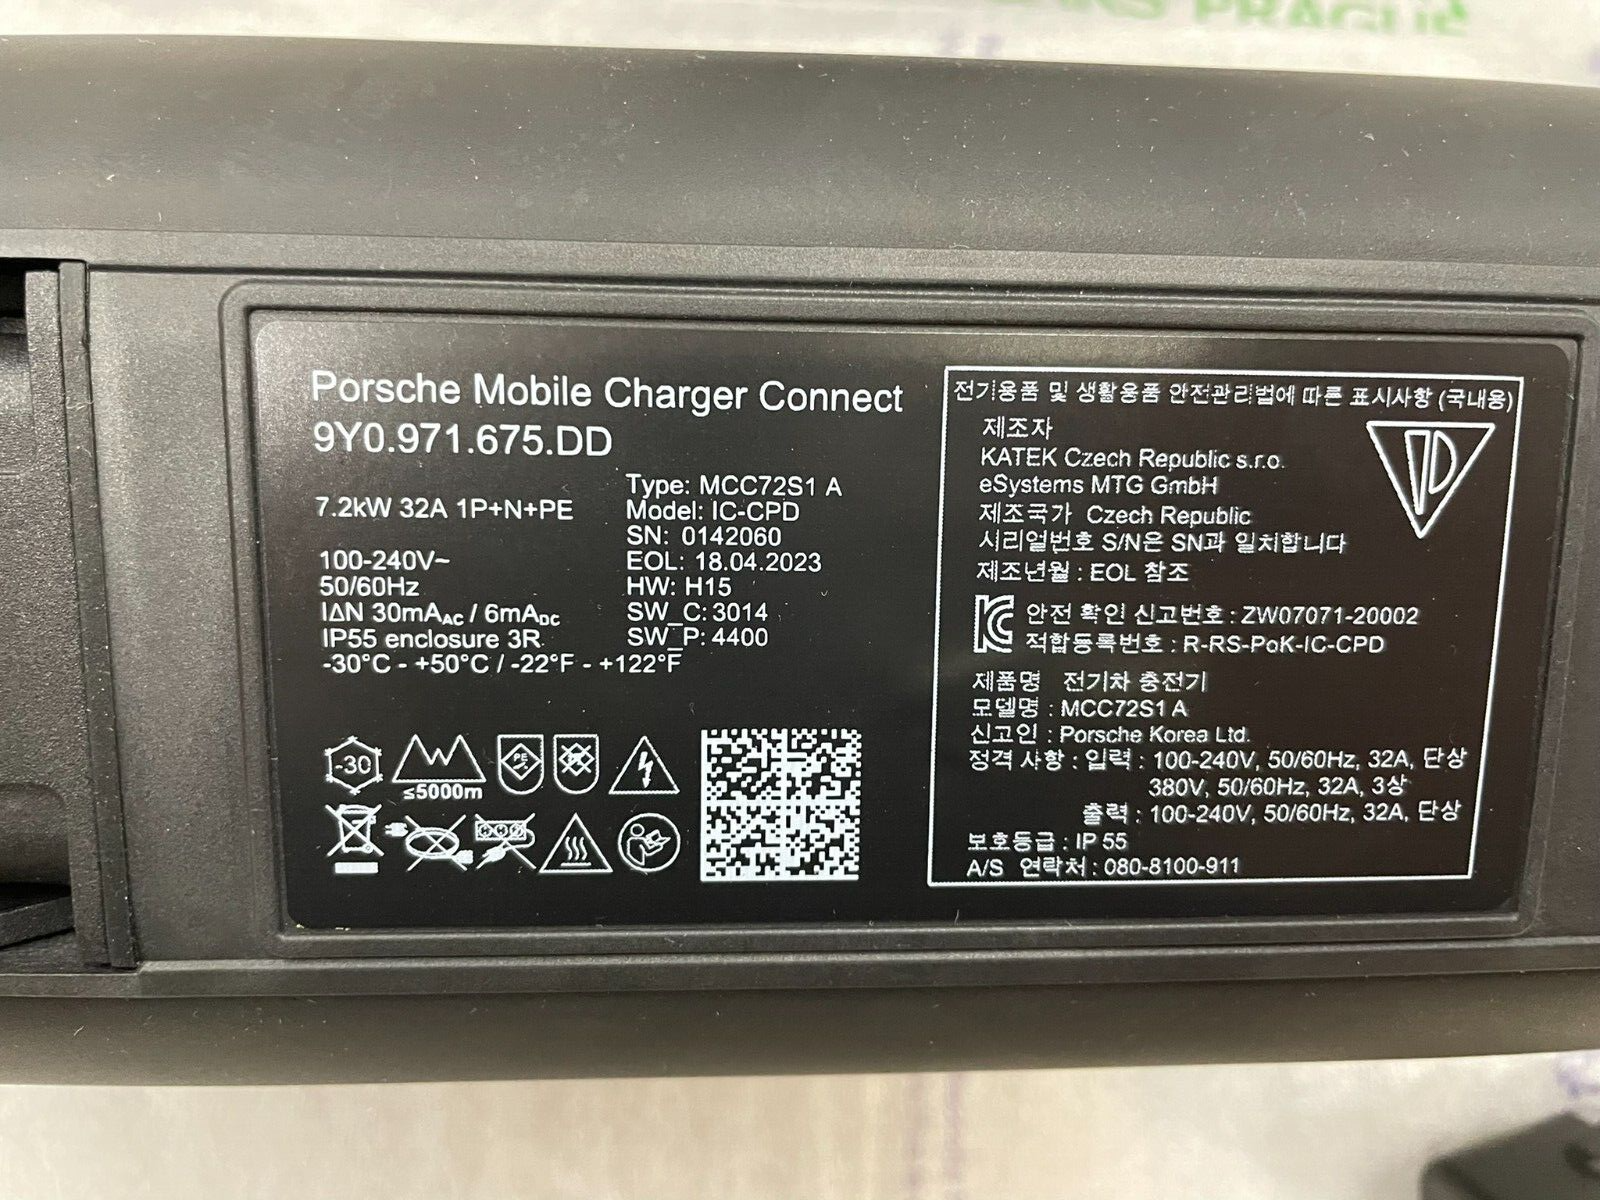 PRAGUE
Porsche Mobile Charger Connect
9Y0.971.675.DD
7.2kW 32A 1P+N+PE
100-240V~
50/60Hz
IΔN 30mAAC / 6mADC
IP55 enclosure 3R
-30°C - +50°C / -22°F - +122°F
Type: MCC72S1 A
Model: IC-CPD
SN: 0142060
EOL: 18.04.2023
HW: H15
SW_C: 3014
SW_P: 4400
-30
≤5000m
PE
전기용품 및 생활용품 안전관리법에 따른 표시사항 (국내용)
제조자
KATEK Czech Republic s.r.o.
eSystems MTG GmbH
제조국가 Czech Republic
시리얼번호 S/N은 SN과 일치합니다
제조년월 : EOL 참조
안전 확인 신고번호 : ZW07071-20002
적합등록번호 : R-RS-PoK-IC-CPD
제품명 전기차 충전기
모델명 : MCC72S1 A
신고인 : Porsche Korea Ltd.
정격 사항 : 입력 : 100-240V, 50/60Hz, 32A, 단상
380V, 50/60Hz, 32A, 3상
출력 : 100-240V, 50/60Hz, 32A, 단상
보호등급 : IP 55
A/S 연락처 : 080-8100-911